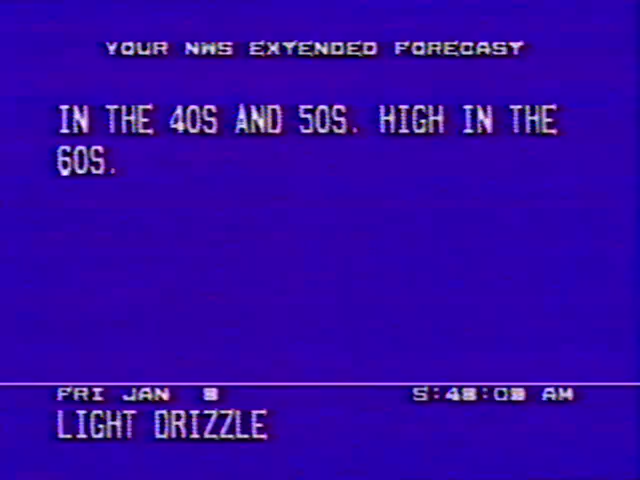 YOUR NWS EXTENDED FORECAST
IN THE 40S AND 50S. HIGH IN THE
60S.
FRI JAN 8
5:48:08 AM
LIGHT DRIZZLE